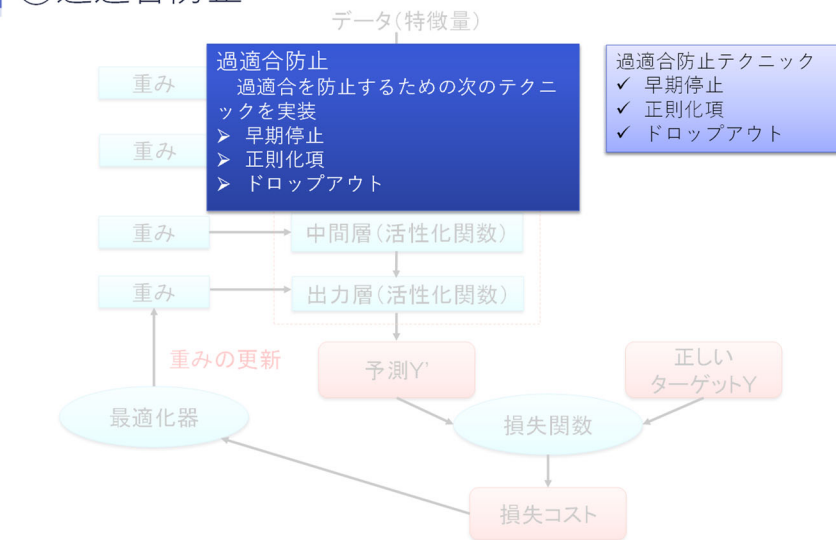 データ(特徴量)
過適合防止
過適合を防止するための次のテクニ
ックを実装
➢ 早期停止
➢ 正則化項
➢ ドロップアウト
過適合防止テクニック
✓ 早期停止
✓ 正則化項
✓ ドロップアウト
重み
重み
重み
中間層(活性化関数)
重み
出力層(活性化関数)
重みの更新
予測Y'
正しい
ターゲットY
最適化器
損失関数
損失コスト